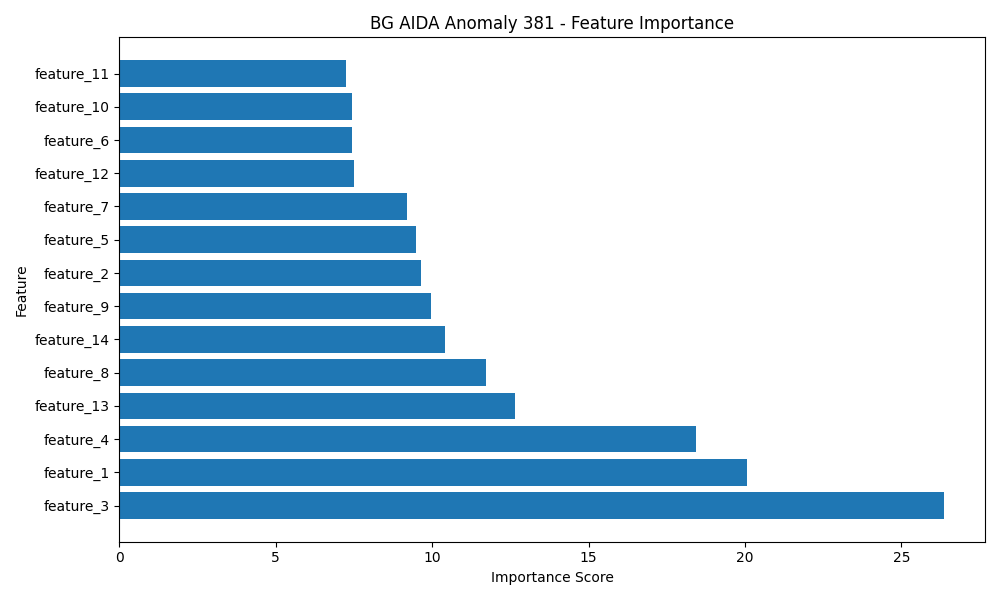 BG AIDA Anomaly 381 - Feature Importance
feature_11
feature_10
feature_6
feature_12
feature_7
feature_5
feature_2
feature_9
feature_14
feature_8
feature_13
feature_4
feature_1
feature_3
Feature
0 5 10 15 20 25
Importance Score